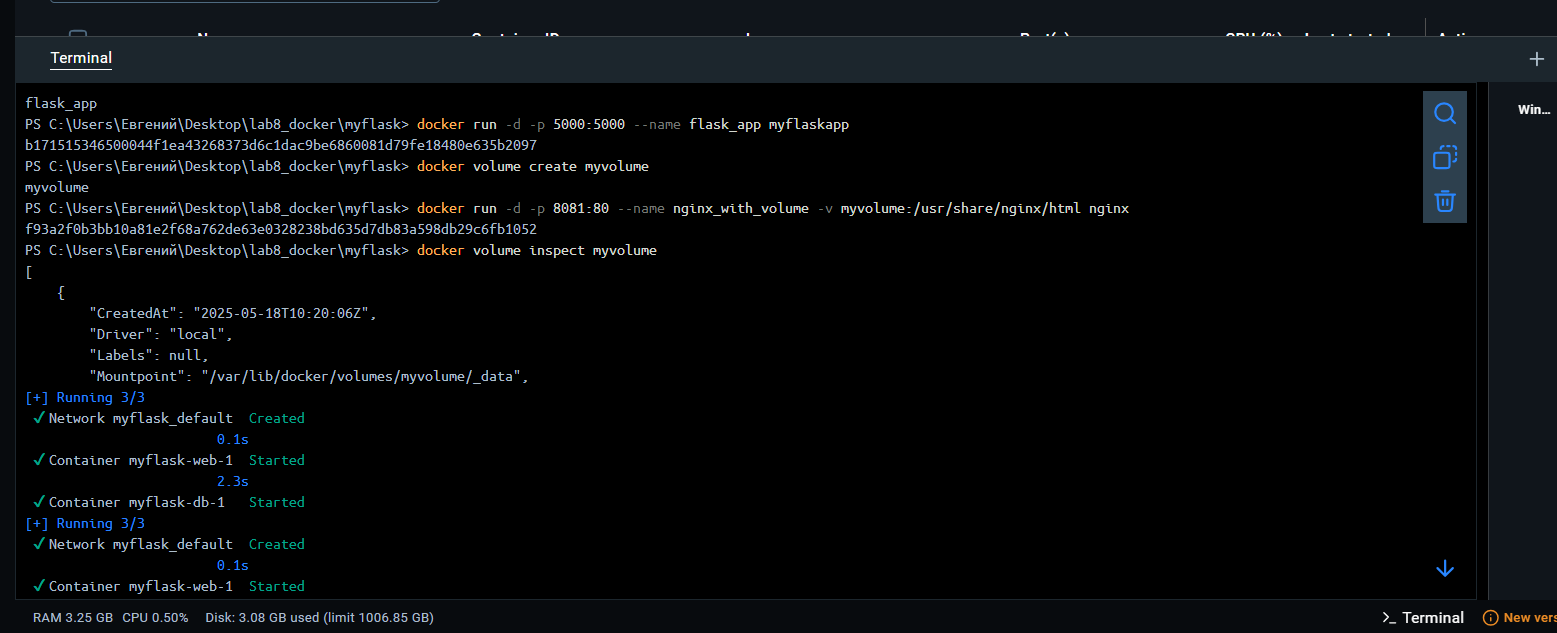 Terminal
flask_app
PS C:\Users\Евгений\Desktop\lab8_docker\myflask> docker run -d -p 5000:5000 --name flask_app myflaskapp
b171515346500044f1ea43268373d6c1dac9be6860081d79fe18480e635b2097
PS C:\Users\Евгений\Desktop\lab8_docker\myflask> docker volume create myvolume
myvolume
PS C:\Users\Евгений\Desktop\lab8_docker\myflask> docker run -d -p 8081:80 --name nginx_with_volume -v myvolume:/usr/share/nginx/html nginx
f93a2f0b3bb10a81e2f68a762de63e0328238bd635d7db83a598db29c6fb1052
PS C:\Users\Евгений\Desktop\lab8_docker\myflask> docker volume inspect myvolume
[
    {
        "CreatedAt": "2025-05-18T10:20:06Z",
        "Driver": "local",
        "Labels": null,
        "Mountpoint": "/var/lib/docker/volumes/myvolume/_data",
[+] Running 3/3
 ✔Network myflask_default  Created
                        0.1s
 ✔Container myflask-web-1  Started
                        2.3s
 ✔Container myflask-db-1   Started
[+] Running 3/3
 ✔Network myflask_default  Created
                        0.1s
 ✔Container myflask-web-1  Started
Win...
RAM 3.25 GB CPU 0.50% Disk: 3.08 GB used (limit 1006.85 GB)
>_ Terminal
New vers